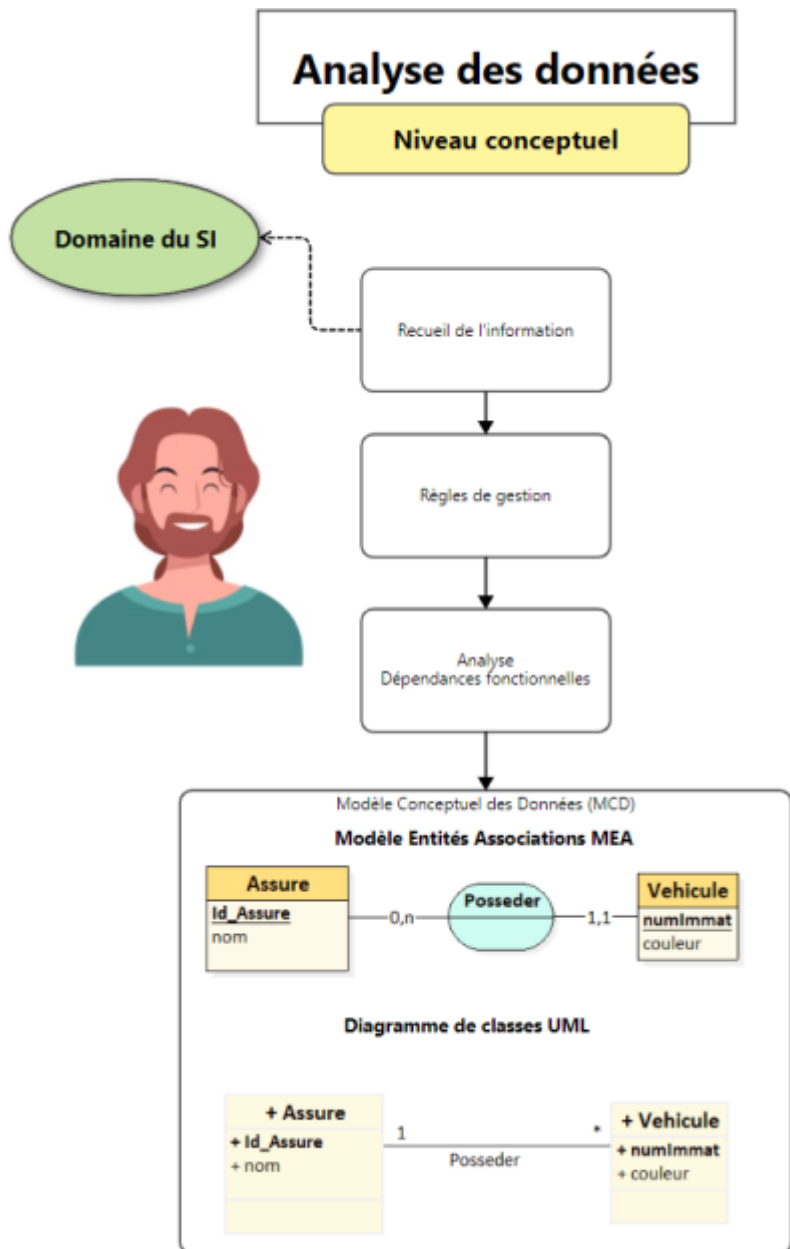 Analyse des données
Niveau conceptuel
Domaine du SI
Recueil de l'information
Règles de gestion
Analyse
Dépendances fonctionnelles
Modèle Conceptuel des Données (MCD)
Modèle Entités Associations MEA
Assure
Id_Assure
nom
0,n
Posseder
1,1
Vehicule
numImmat
couleur
Diagramme de classes UML
+ Assure
+ Id_Assure
+ nom
1
*
Posseder
+ Vehicule
+ numImmat
+ couleur